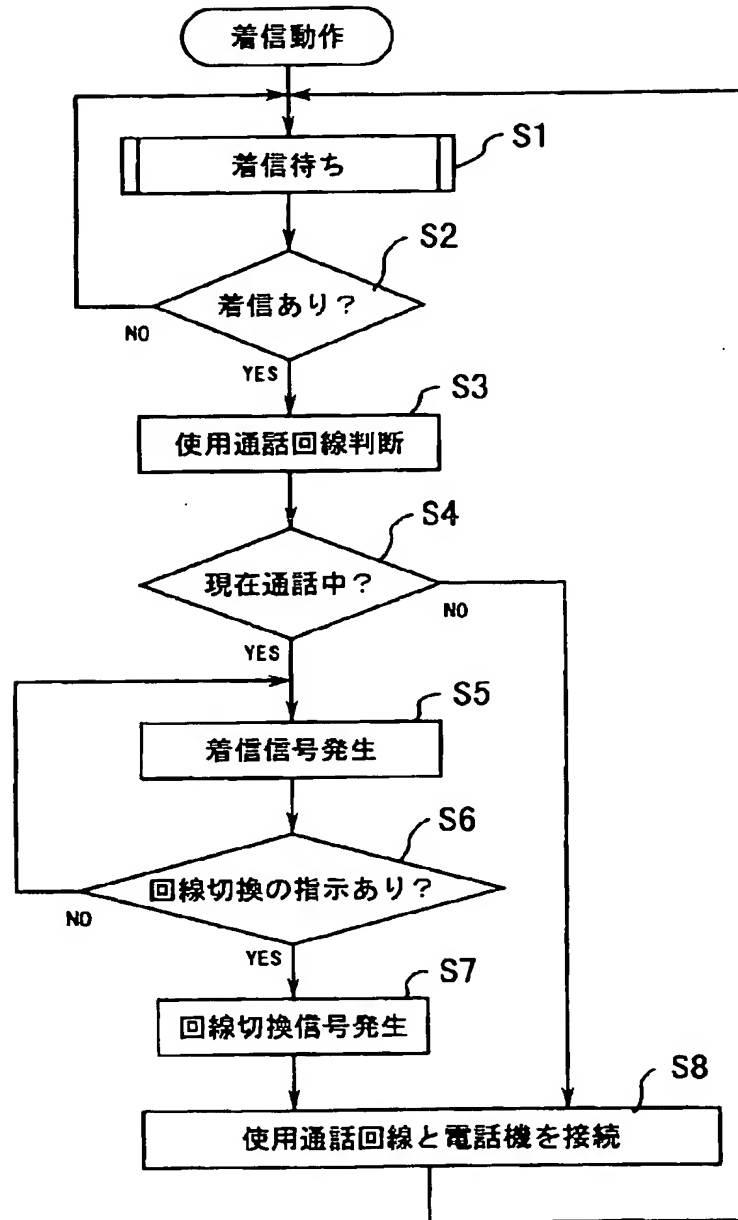 着信動作
着信待ち
S1
S2
着信あり?
NO
YES
S3
使用通話回線判断
S4
現在通話中?
NO
YES
S5
着信信号発生
S6
回線切換の指示あり?
NO
YES
S7
回線切換信号発生
S8
使用通話回線と電話機を接続